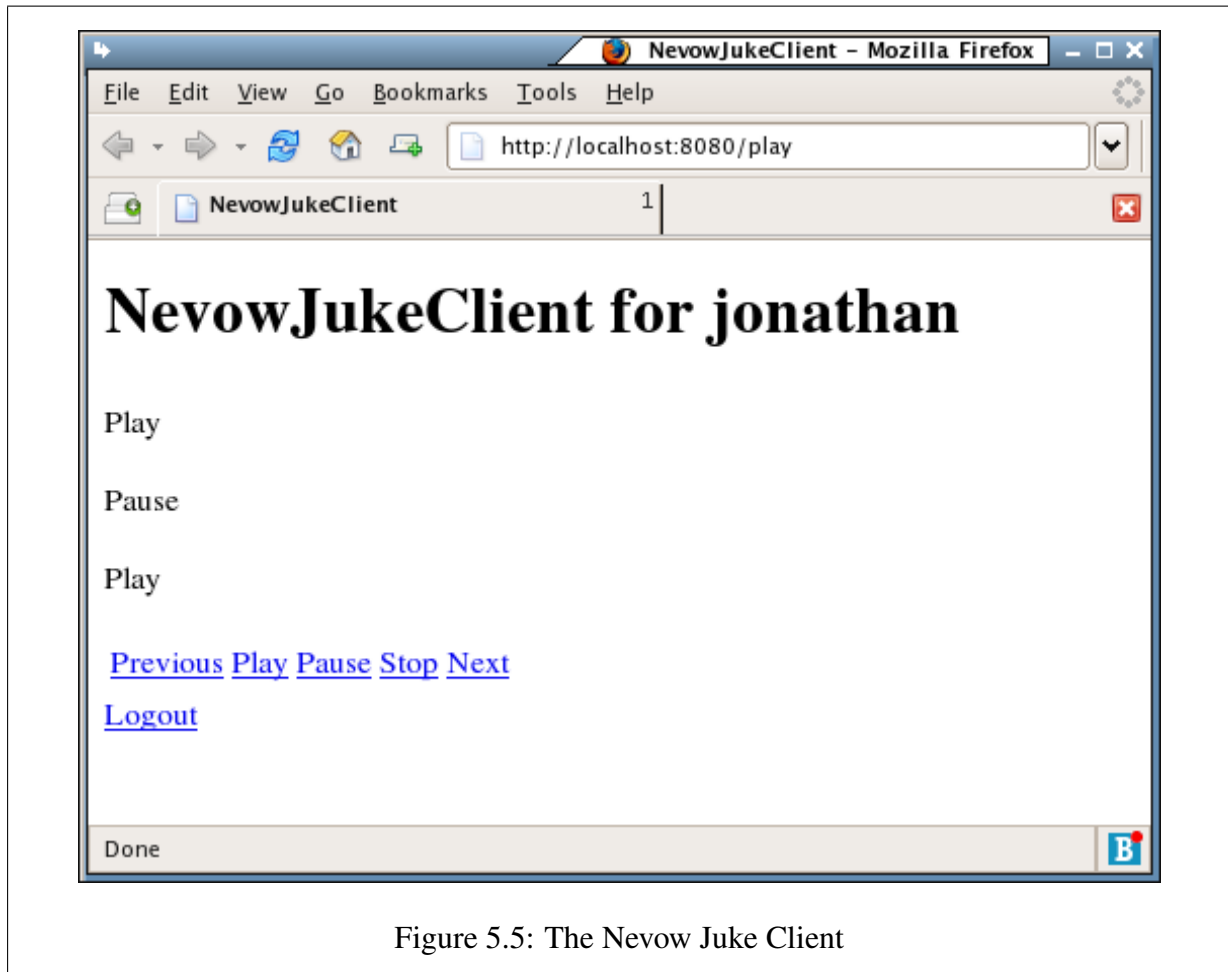 NevowJukeClient – Mozilla Firefox
File Edit View Go Bookmarks Tools Help
http://localhost:8080/play
NevowJukeClient 1
NevowJukeClient for jonathan
Play
Pause
Play
Previous Play Pause Stop Next
Logout
Done B
Figure 5.5: The Nevow Juke Client